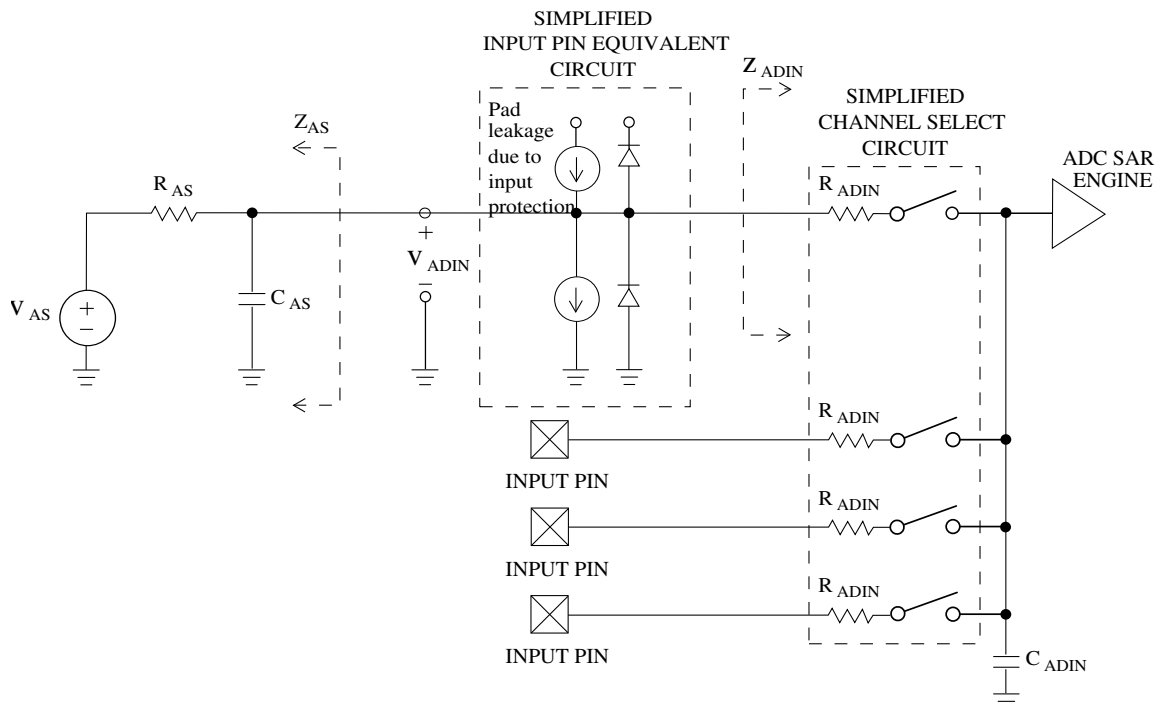 SIMPLIFIED
INPUT PIN EQUIVALENT
CIRCUIT
Z ADIN
SIMPLIFIED
CHANNEL SELECT
CIRCUIT
Pad
leakage
due to
input
protection
Z AS
R AS
R ADIN
ADC SAR
ENGINE
+
V ADIN
–
C AS
+
–
V AS
R ADIN
INPUT PIN
R ADIN
INPUT PIN
R ADIN
INPUT PIN
C ADIN